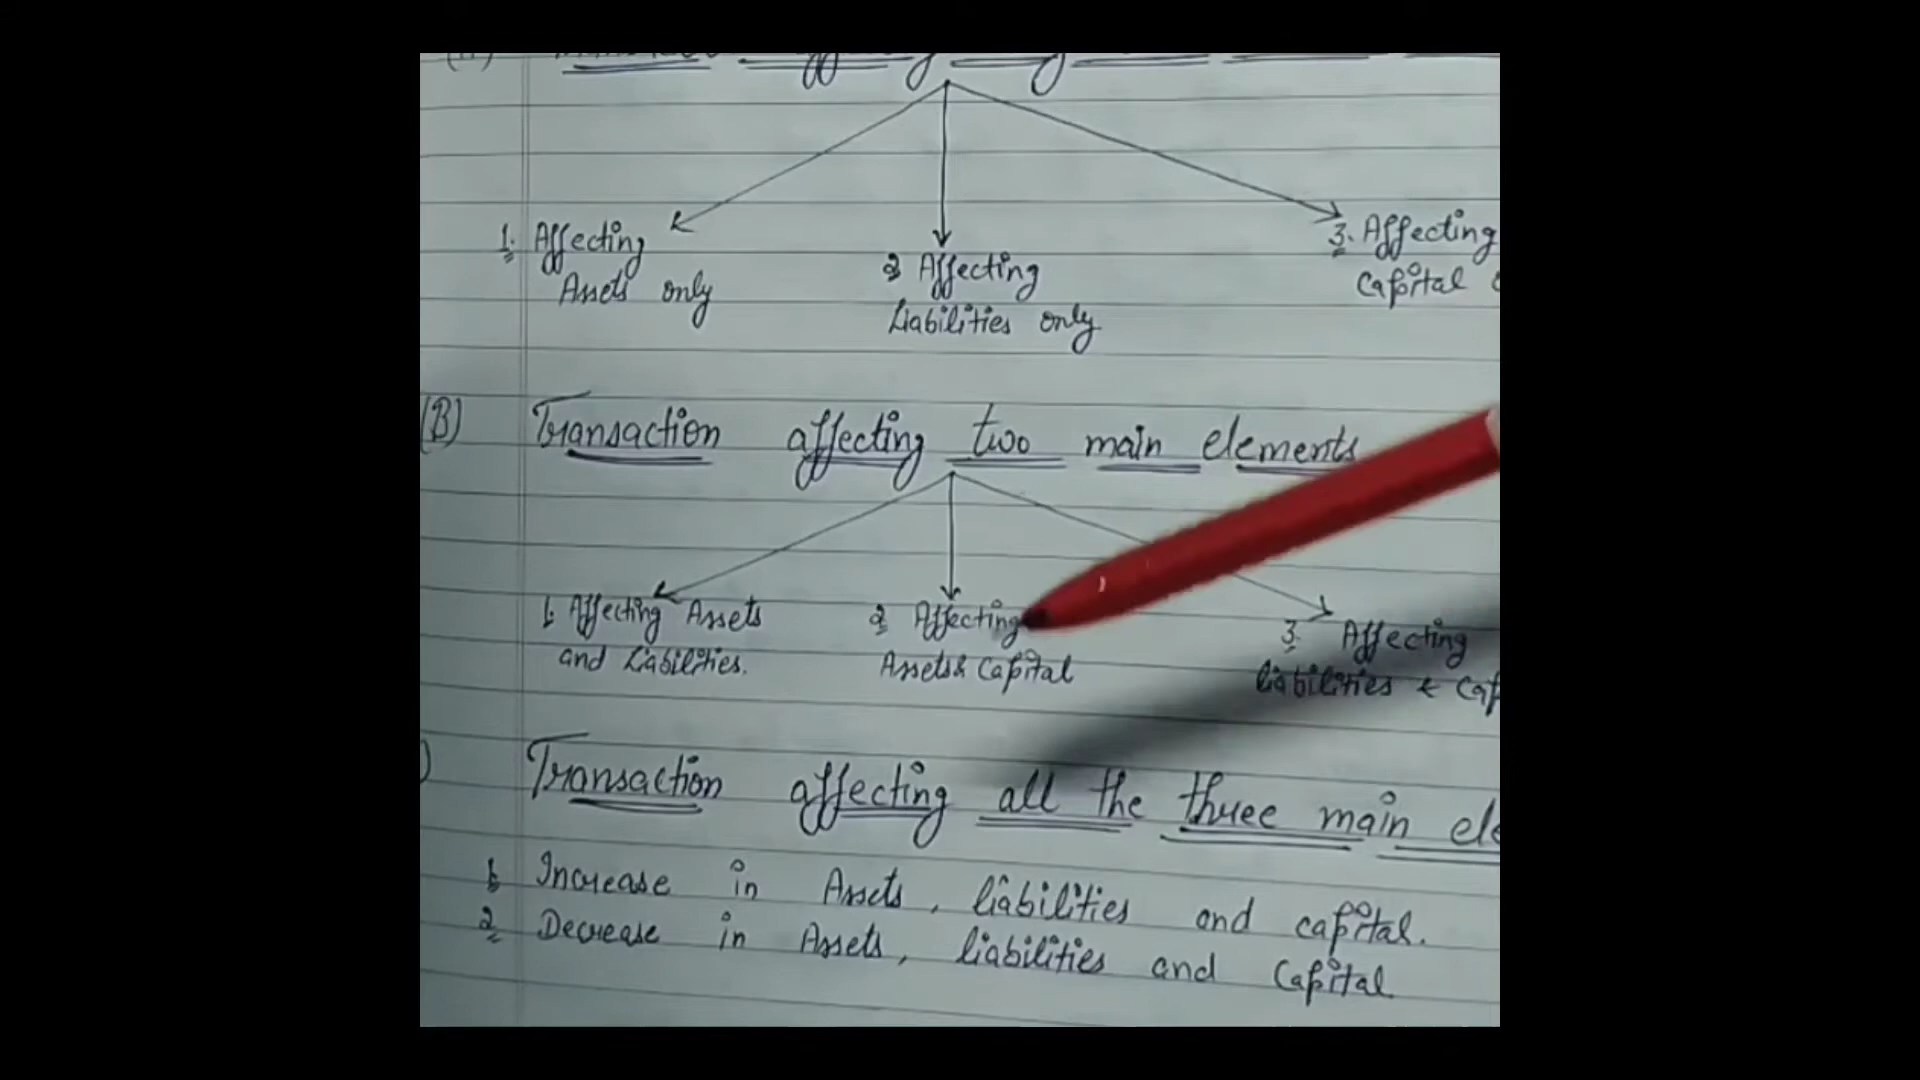 1. Affecting
Assets only
2 Affecting
Liabilities only
3. Affecting
Capital
(B) Transaction affecting two main elements
1. Affecting Assets
and Liabilities.
2 Affecting
Assets & Capital
3. Affecting
liabilities & Cap
) Transaction affecting all the three main ele
1. Increase in Assets, liabilities and capital.
2 Decrease in Assets, liabilities and Capital